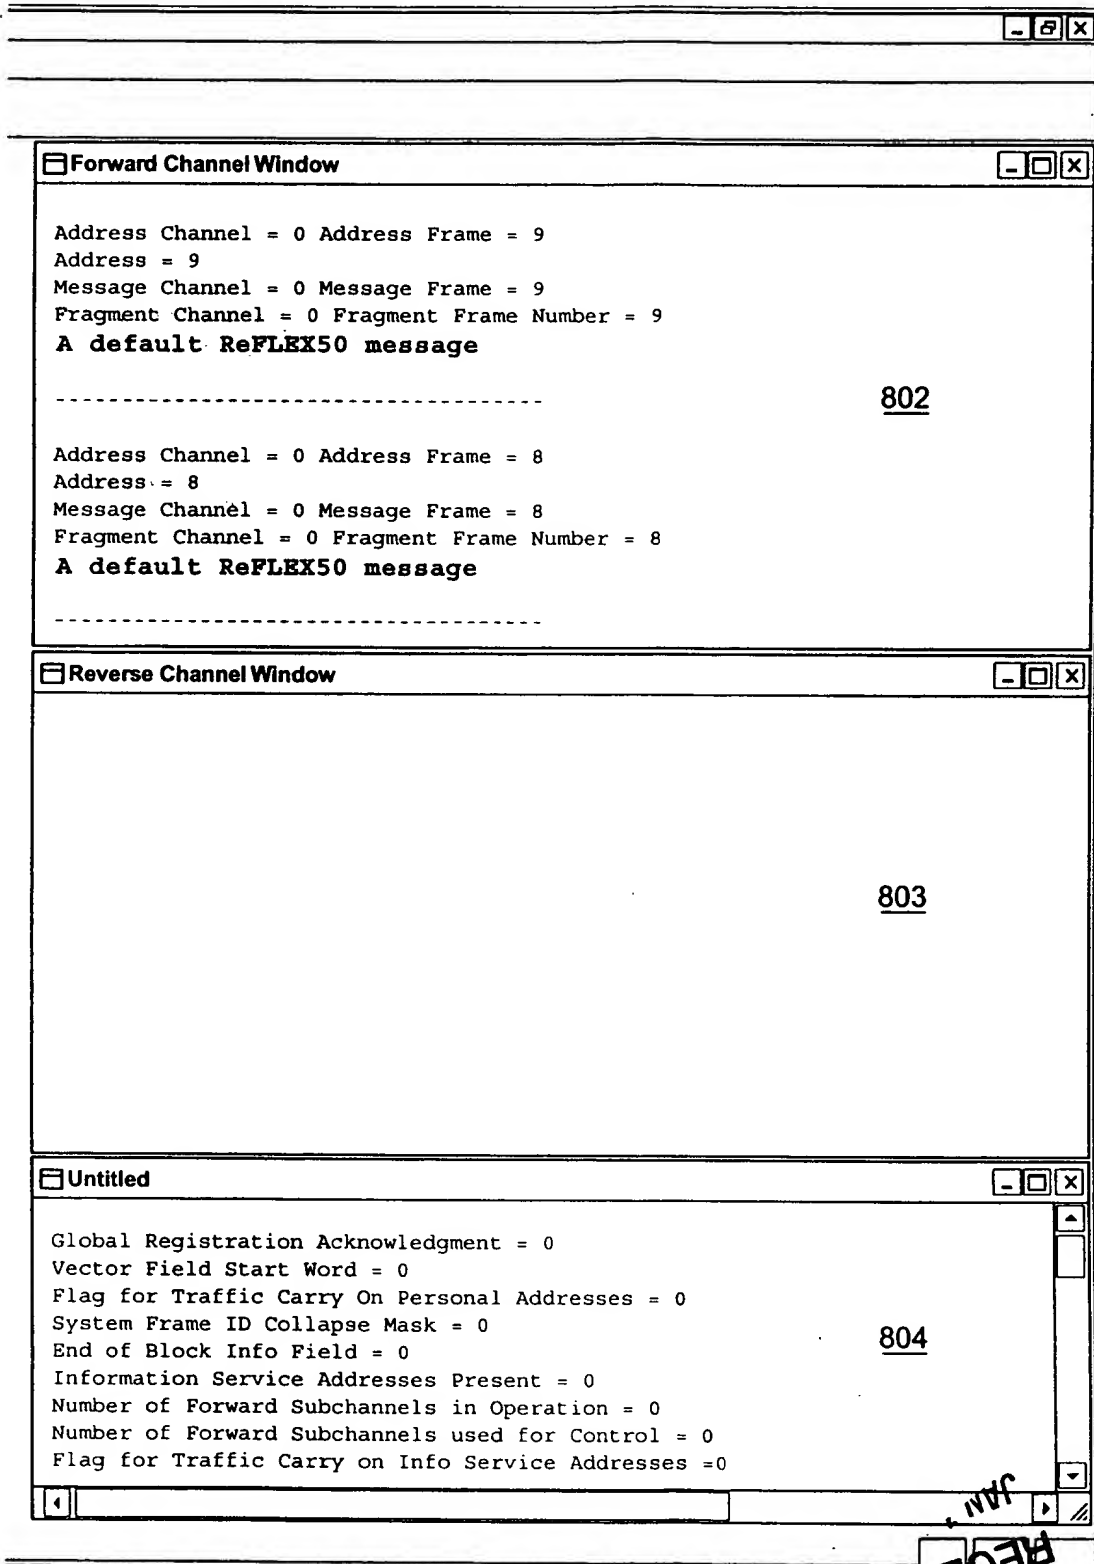 Forward Channel Window
Address Channel = 0 Address Frame = 9
Address = 9
Message Channel = 0 Message Frame = 9
Fragment Channel = 0 Fragment Frame Number = 9
A default ReFLEX50 message
-------------------------------------
802
Address Channel = 0 Address Frame = 8
Address = 8
Message Channel = 0 Message Frame = 8
Fragment Channel = 0 Fragment Frame Number = 8
A default ReFLEX50 message
-------------------------------------
Reverse Channel Window
803
Untitled
Global Registration Acknowledgment = 0
Vector Field Start Word = 0
Flag for Traffic Carry On Personal Addresses = 0
System Frame ID Collapse Mask = 0
804
End of Block Info Field = 0
Information Service Addresses Present = 0
Number of Forward Subchannels in Operation = 0
Number of Forward Subchannels used for Control = 0
Flag for Traffic Carry on Info Service Addresses =0
JAN